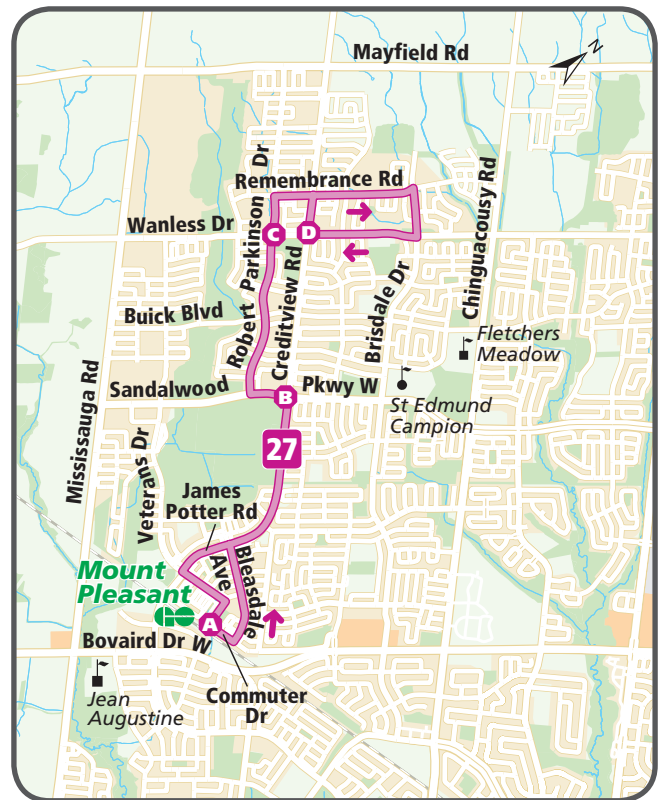 Mayfield Rd
N
Remembrance Rd
Wanless Dr
C
D
Robert Parkinson Dr
Creditview Rd
Chinguacousy Rd
Brisdale Dr
Buick Blvd
Fletchers
Meadow
Mississauga Rd
Sandalwood
Pkwy W
B
St Edmund
Campion
27
Veterans Dr
James
Potter Rd
Bleasdale
Ave
Mount
Pleasant
A
Bovaird Dr W
Jean
Augustine
Commuter
Dr